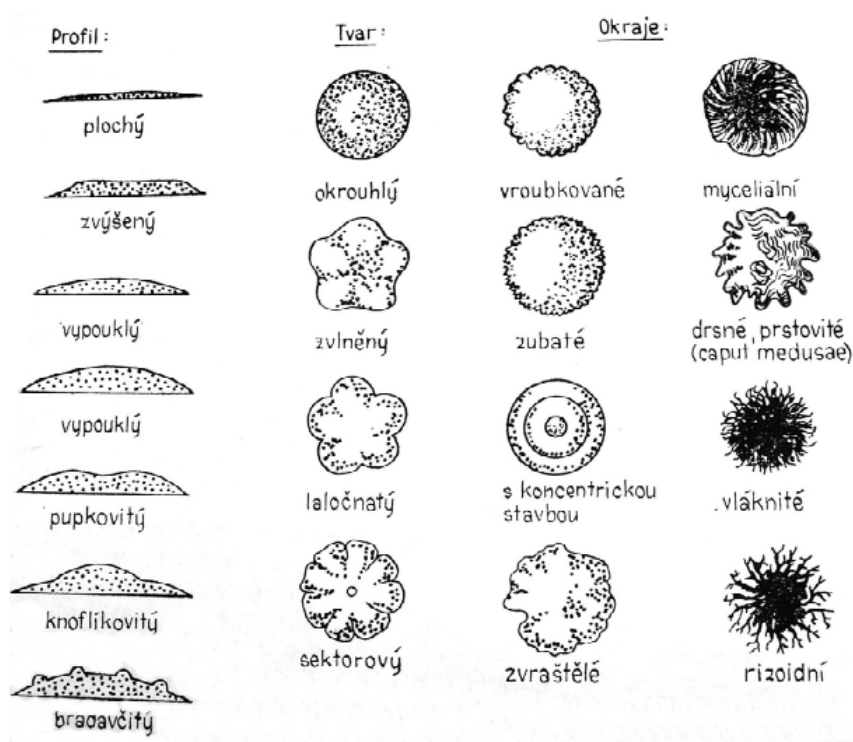 Profil:
plochý
zvýšený
vypouklý
vypouklý
pupkovitý
knoflíkovitý
bradavčitý
Tvar:
okrouhlý
zvlněný
laločnatý
sektorový
Okraje:
vroubkované
zubaté
s koncentrickou
stavbou
zvraštělé
myceliální
drsné, prstovité
(caput medusae)
vláknité
rizoidní